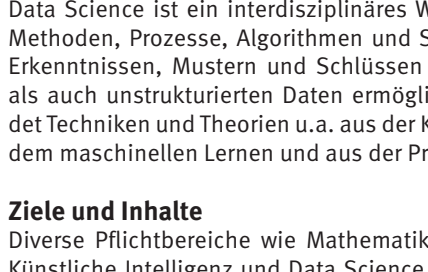 Data Science ist ein interdisziplinäres W
Methoden, Prozesse, Algorithmen und S
Erkenntnissen, Mustern und Schlüssen
als auch unstrukturierten Daten ermögli
det Techniken und Theorien u.a. aus der K
dem maschinellen Lernen und aus der Pr
Ziele und Inhalte
Diverse Pflichtbereiche wie Mathematik
Künstliche Intelligenz und Data Science